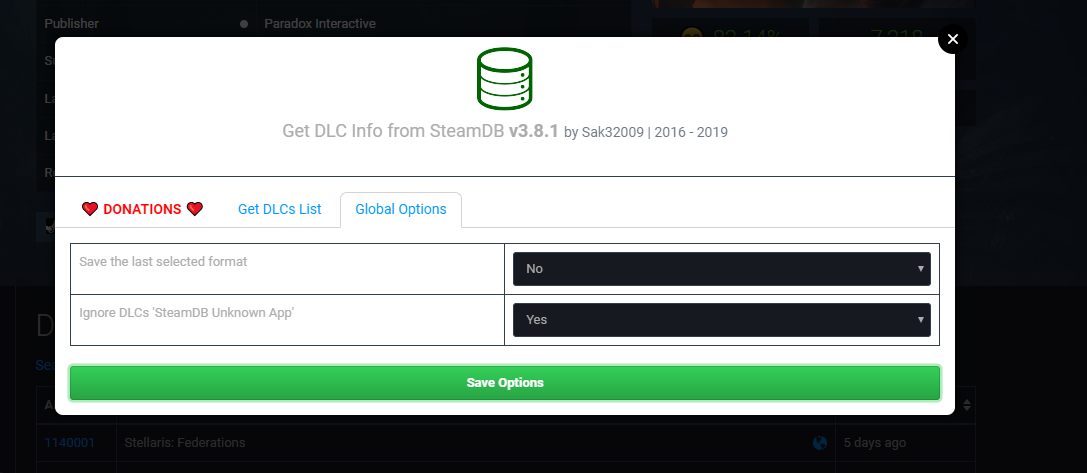 Publisher
Paradox Interactive
Get DLC Info from SteamDB v3.8.1 by Sak32009 | 2016 - 2019
DONATIONS
Get DLCs List
Global Options
Save the last selected format
No
Ignore DLCs 'SteamDB Unknown App'
Yes
Save Options
1140001
Stellaris: Federations
5 days ago